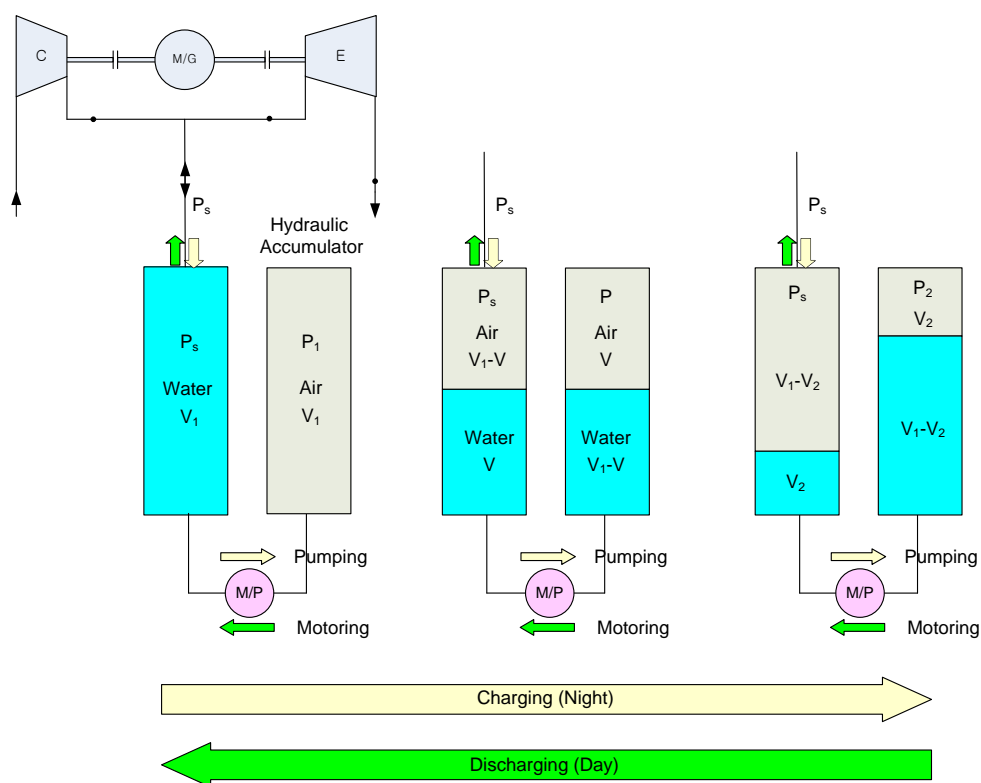 C
M/G
E
Pₛ
Pₛ
Pₛ
Hydraulic
Accumulator
Pₛ
Water
V₁
P₁
Air
V₁
Pₛ
Air
V₁-V
Water
V
P
Air
V
Water
V₁-V
Pₛ
V₁-V₂
V₂
P₂
V₂
V₁-V₂
Pumping
M/P
Motoring
Pumping
M/P
Motoring
Pumping
M/P
Motoring
Charging (Night)
Discharging (Day)